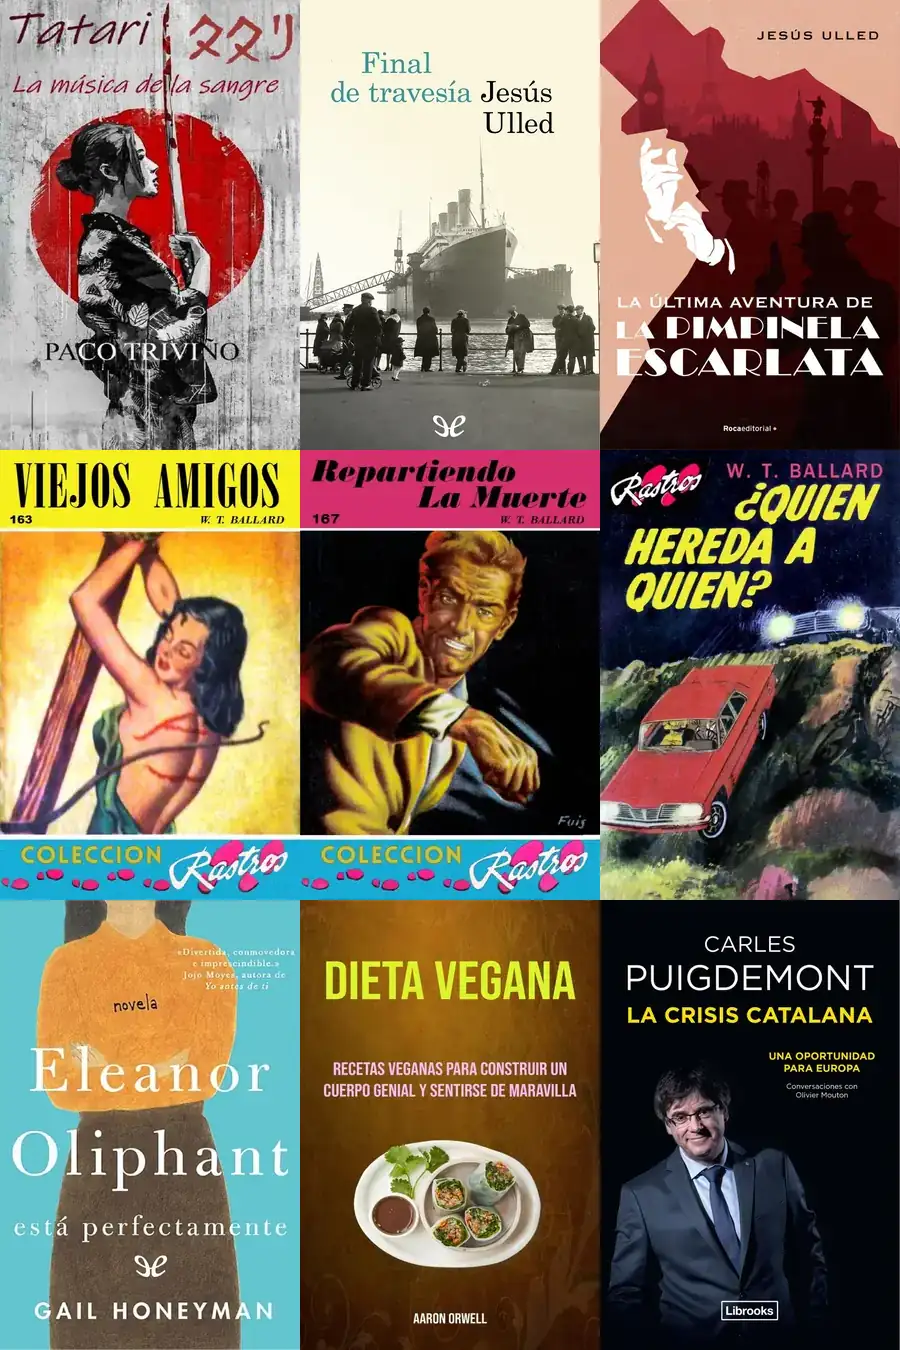 Tatari タタリ
La música de la sangre
PACO TRIVIÑO
Final
de travesía
Jesús
Ulled
JESÚS ULLED
LA ÚLTIMA AVENTURA DE
LA PIMPINELA
ESCARLATA
Rocaeditorial
VIEJOS AMIGOS
163
W. T. BALLARD
COLECCION Rastros
Repartiendo
La Muerte
167
W. T. BALLARD
Fuis
COLECCION Rastros
Rastros
W. T. BALLARD
¿QUIEN
HEREDA A
QUIEN?
«Divertida, conmovedora
e imprescindible.»
Jojo Moyes, autora de
Yo antes de ti
novela
Eleanor
Oliphant
está perfectamente
GAIL HONEYMAN
DIETA VEGANA
RECETAS VEGANAS PARA CONSTRUIR UN
CUERPO GENIAL Y SENTIRSE DE MARAVILLA
AARON ORWELL
CARLES
PUIGDEMONT
LA CRISIS CATALANA
UNA OPORTUNIDAD
PARA EUROPA
Conversaciones con
Olivier Mouton
Librooks